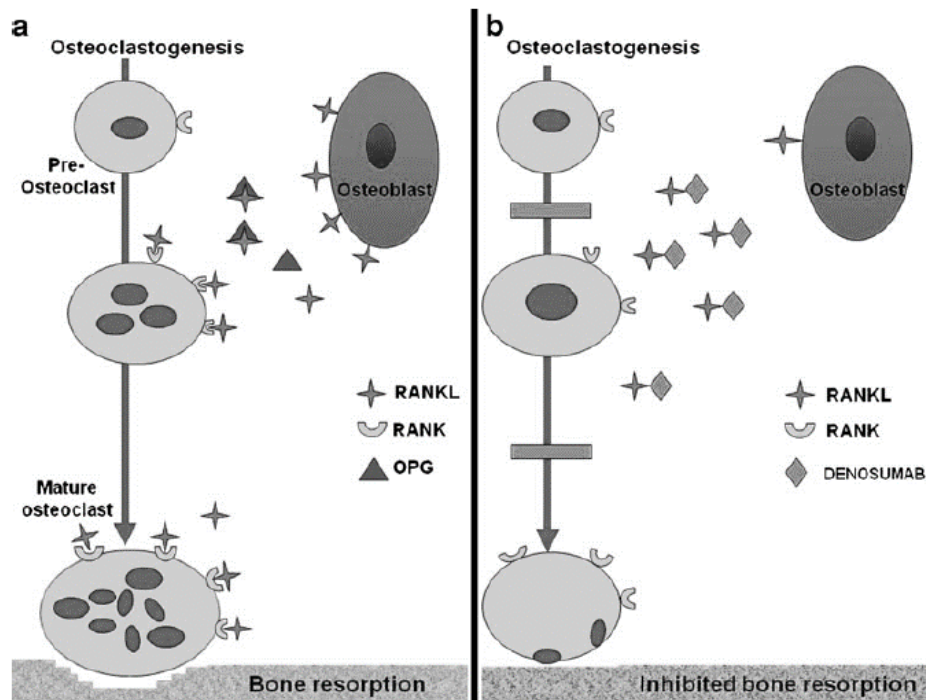 a
Osteoclastogenesis
Pre-
Osteoclast
Osteoblast
RANKL
RANK
OPG
Mature
osteoclast
Bone resorption
b
Osteoclastogenesis
Osteoblast
RANKL
RANK
DENOSUMAB
Inhibited bone resorption